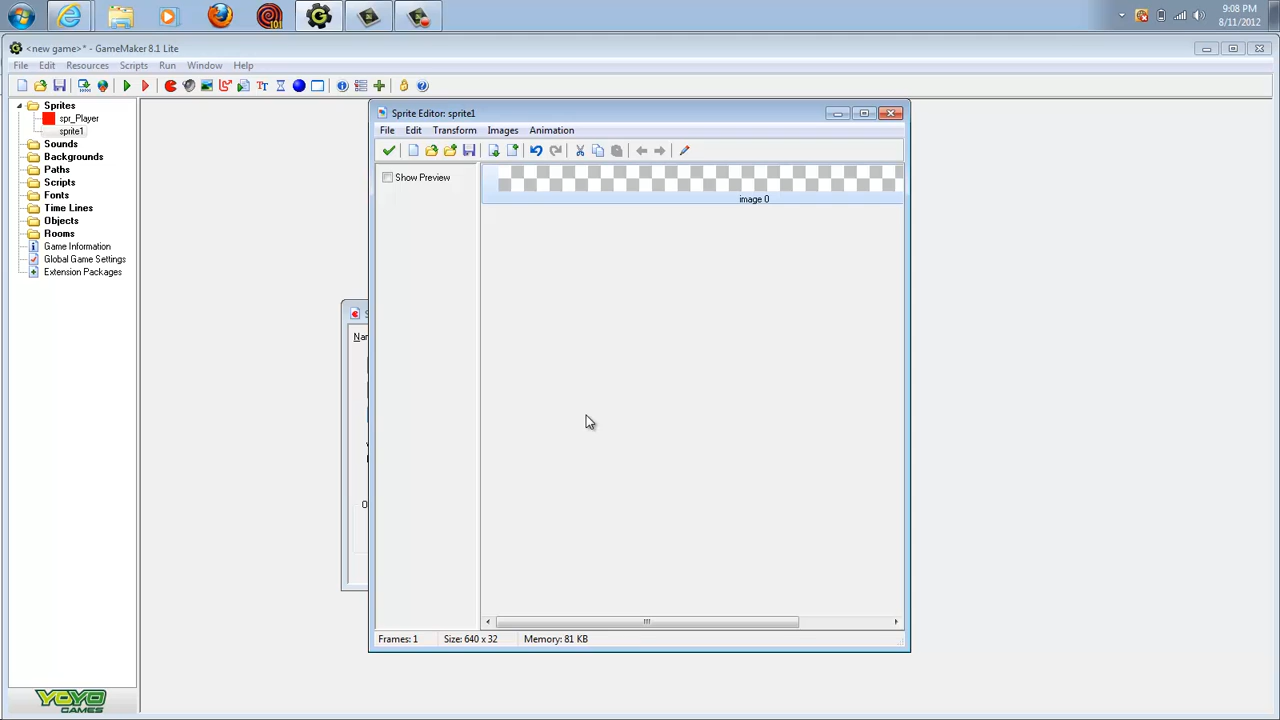 9:08 PM
8/11/2012
<new game>* - GameMaker 8.1 Lite
File Edit Resources Scripts Run Window Help
Sprites
spr_Player
sprite1
Sounds
Backgrounds
Paths
Scripts
Fonts
Time Lines
Objects
Rooms
Game Information
Global Game Settings
Extension Packages
Sprite Editor: sprite1
File Edit Transform Images Animation
Show Preview
image 0
Frames: 1 Size: 640 x 32 Memory: 81 KB
YOYO
GAMES